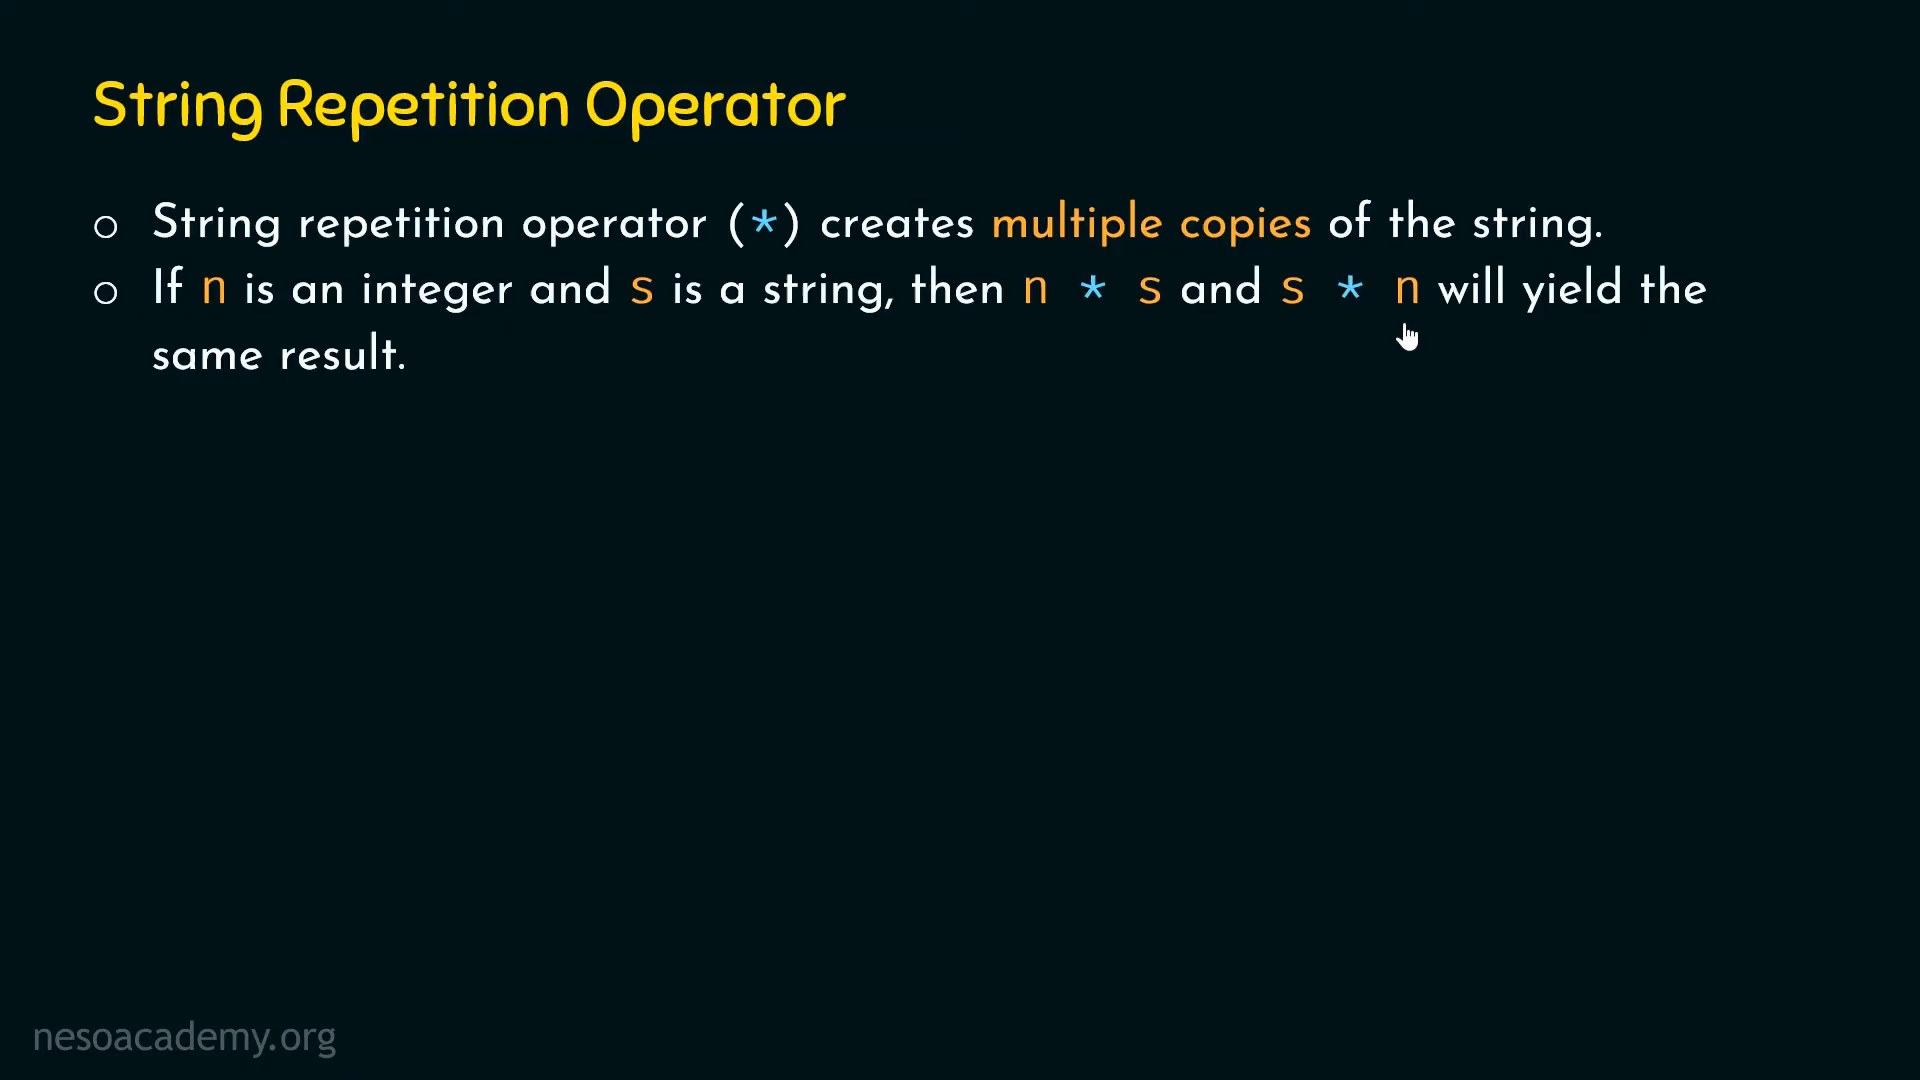 String Repetition Operator
○ String repetition operator (*) creates multiple copies of the string.
○ If n is an integer and s is a string, then n * s and s * n will yield the
same result.
nesoacademy.org